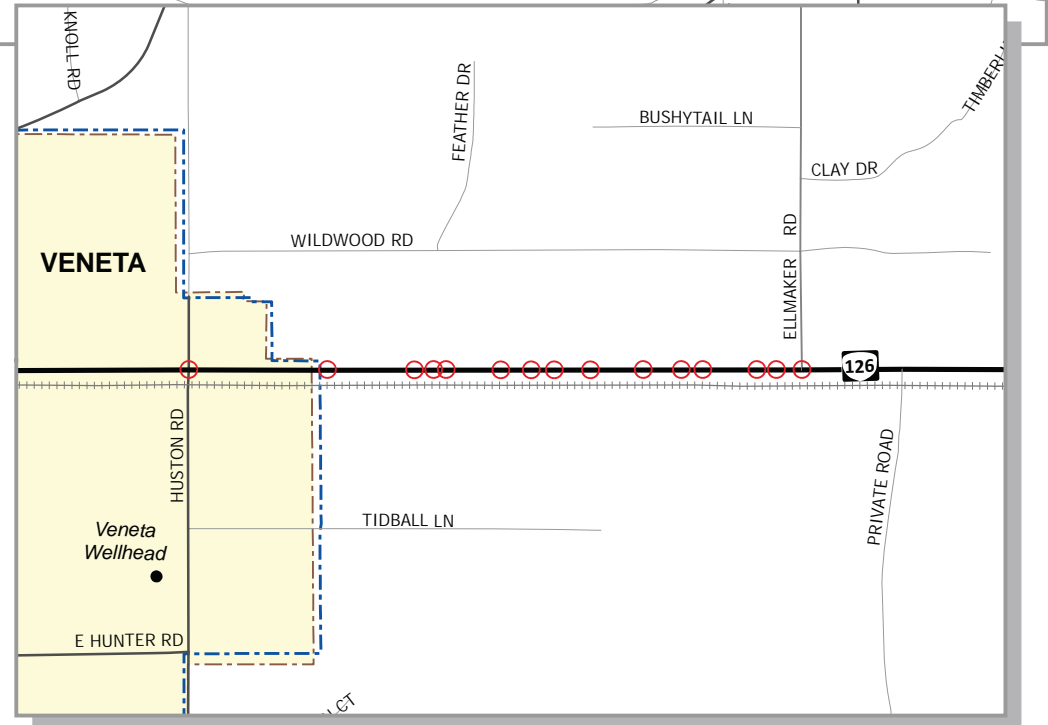 KNOLL RD
FEATHER DR
BUSHYTAIL LN
CLAY DR
WILDWOOD RD
ELLMAKER RD
VENETA
126
HUSTON RD
PRIVATE ROAD
TIDBALL LN
Veneta
Wellhead
E HUNTER RD